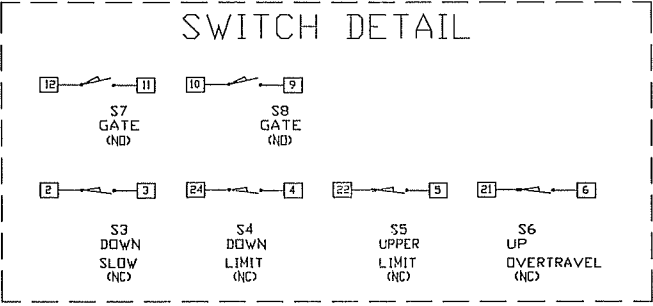 SWITCH DETAIL
12 11 10 9
S7 S8
GATE GATE
(NO) (NO)
2 3 24 4 22 5 21 6
S3 S4 S5 S6
DOWN DOWN UPPER UP
SLOW LIMIT LIMIT OVERTRAVEL
(NC) (NC) (NC) (NC)